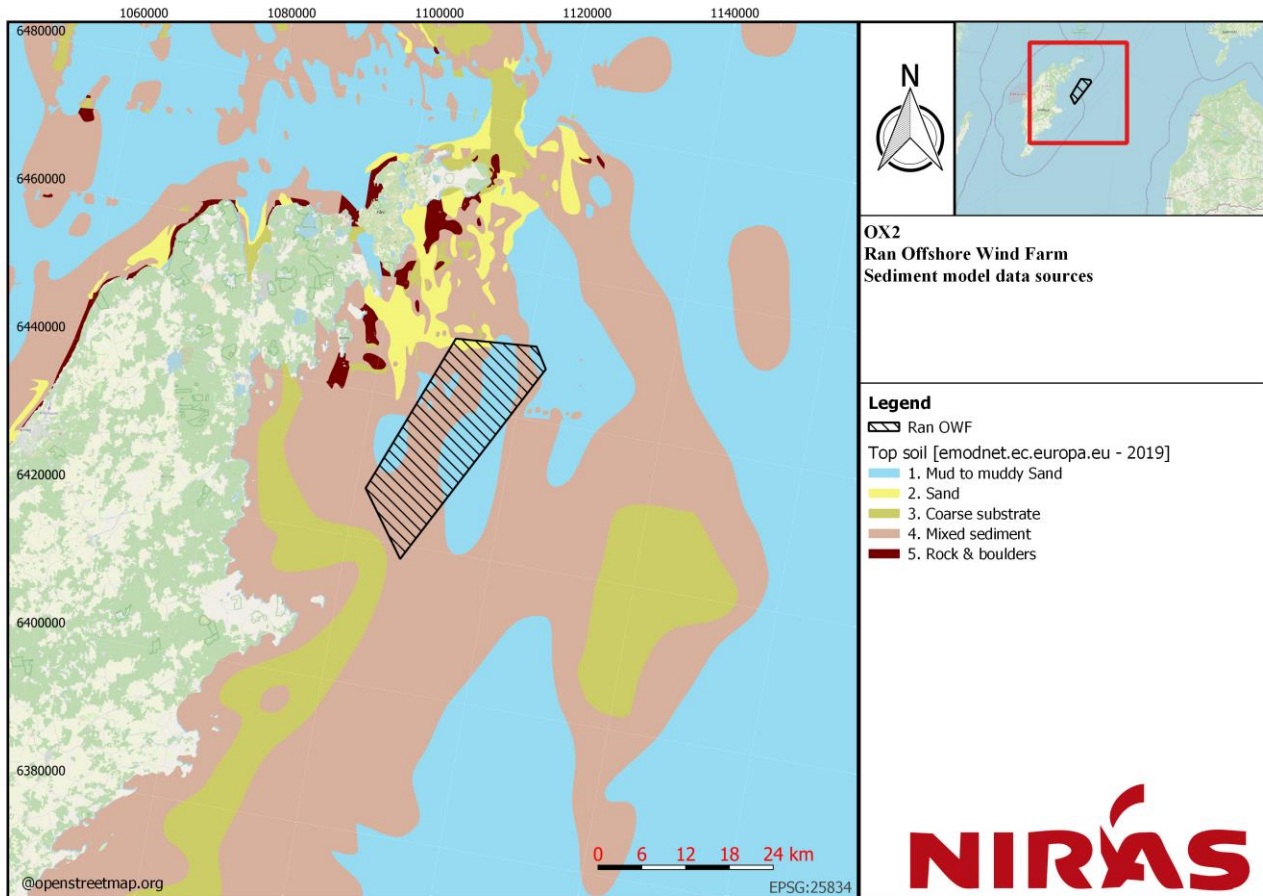 1060000
1080000
1100000
1120000
1140000
6480000
6460000
6440000
6420000
6400000
6380000
0 6 12 18 24 km
@openstreetmap.org
EPSG:25834
N
OX2
Ran Offshore Wind Farm
Sediment model data sources
Legend
Ran OWF
Top soil [emodnet.ec.europa.eu - 2019]
1. Mud to muddy Sand
2. Sand
3. Coarse substrate
4. Mixed sediment
5. Rock & boulders
NIRAS